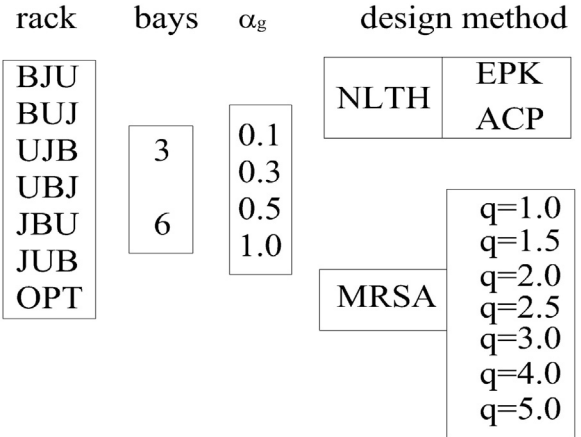 rack bays αg design method
BJU
BUJ
UJB
UBJ
JBU
JUB
OPT
3
6
0.1
0.3
0.5
1.0
NLTH
EPK
ACP
MRSA
q=1.0
q=1.5
q=2.0
q=2.5
q=3.0
q=4.0
q=5.0